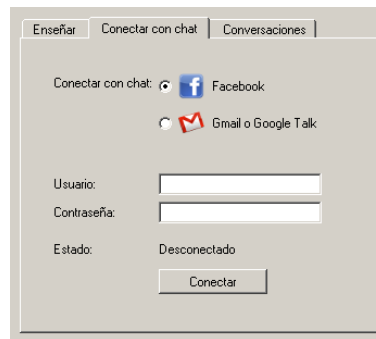 Enseñar Conectar con chat Conversaciones
Conectar con chat: Facebook
Gmail o Google Talk
Usuario:
Contraseña:
Estado: Desconectado
Conectar